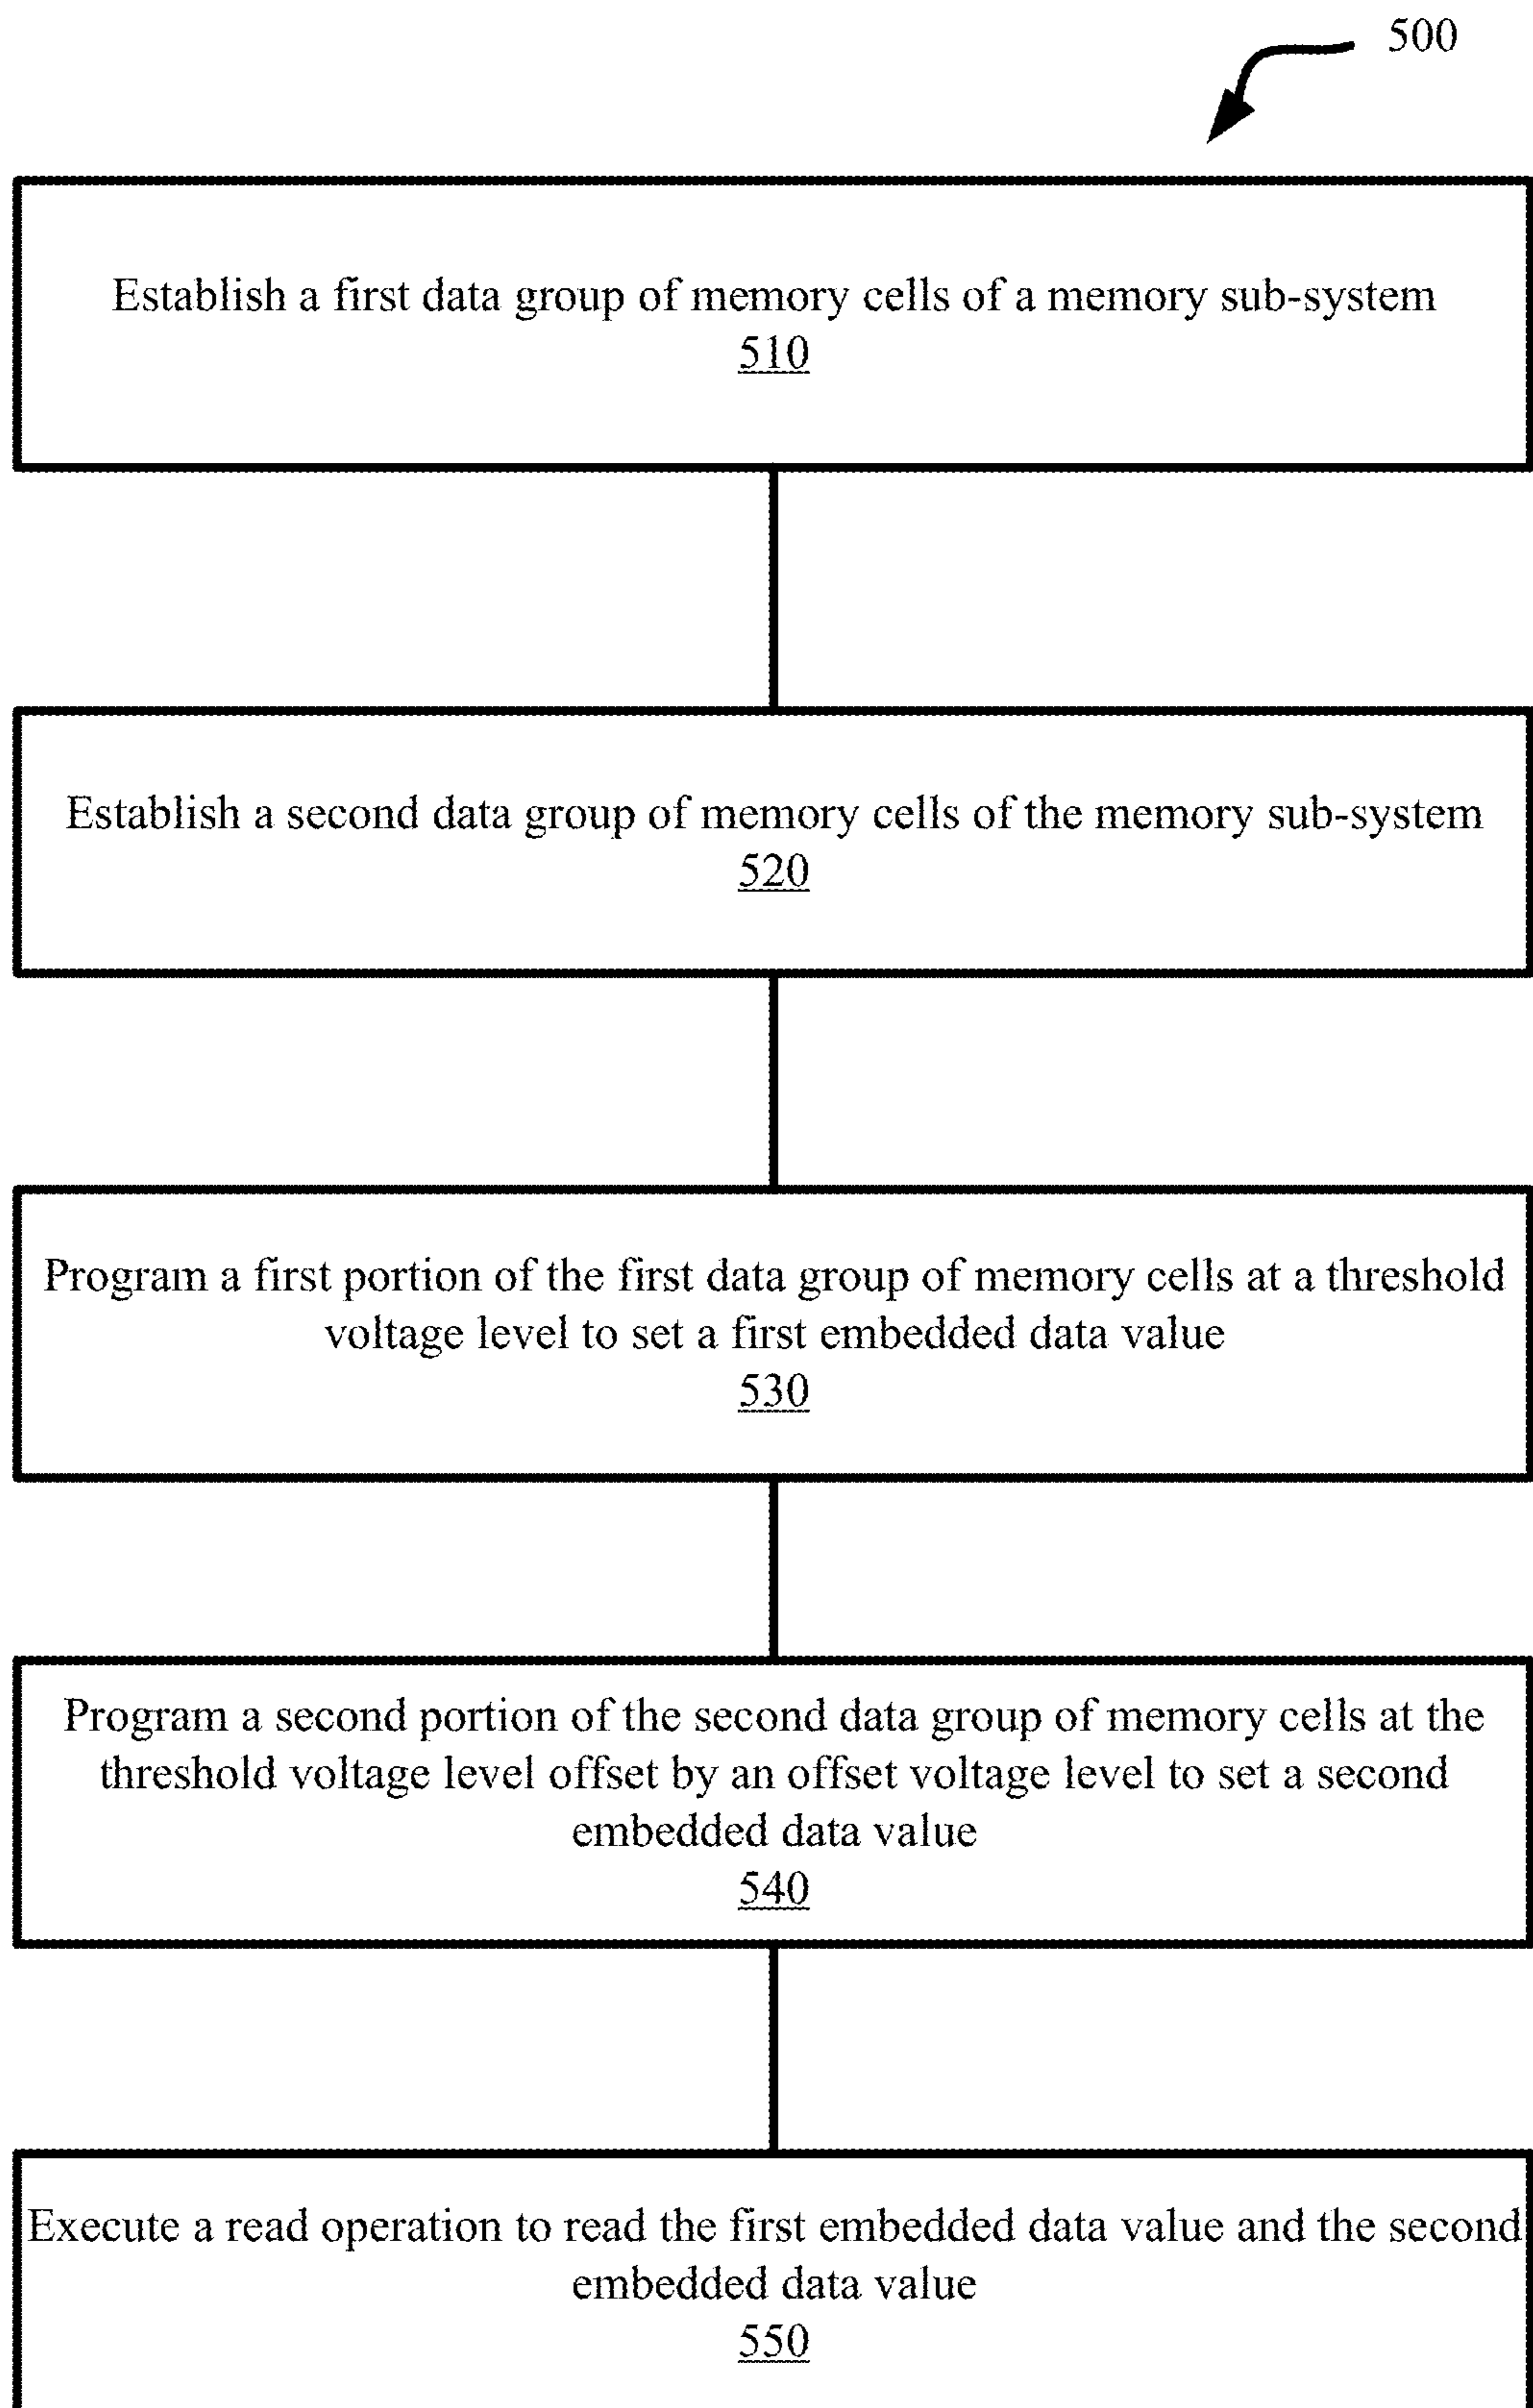 500
Establish a first data group of memory cells of a memory sub-system
510
Establish a second data group of memory cells of the memory sub-system
520
Program a first portion of the first data group of memory cells at a threshold
voltage level to set a first embedded data value
530
Program a second portion of the second data group of memory cells at the
threshold voltage level offset by an offset voltage level to set a second
embedded data value
540
Execute a read operation to read the first embedded data value and the second
embedded data value
550